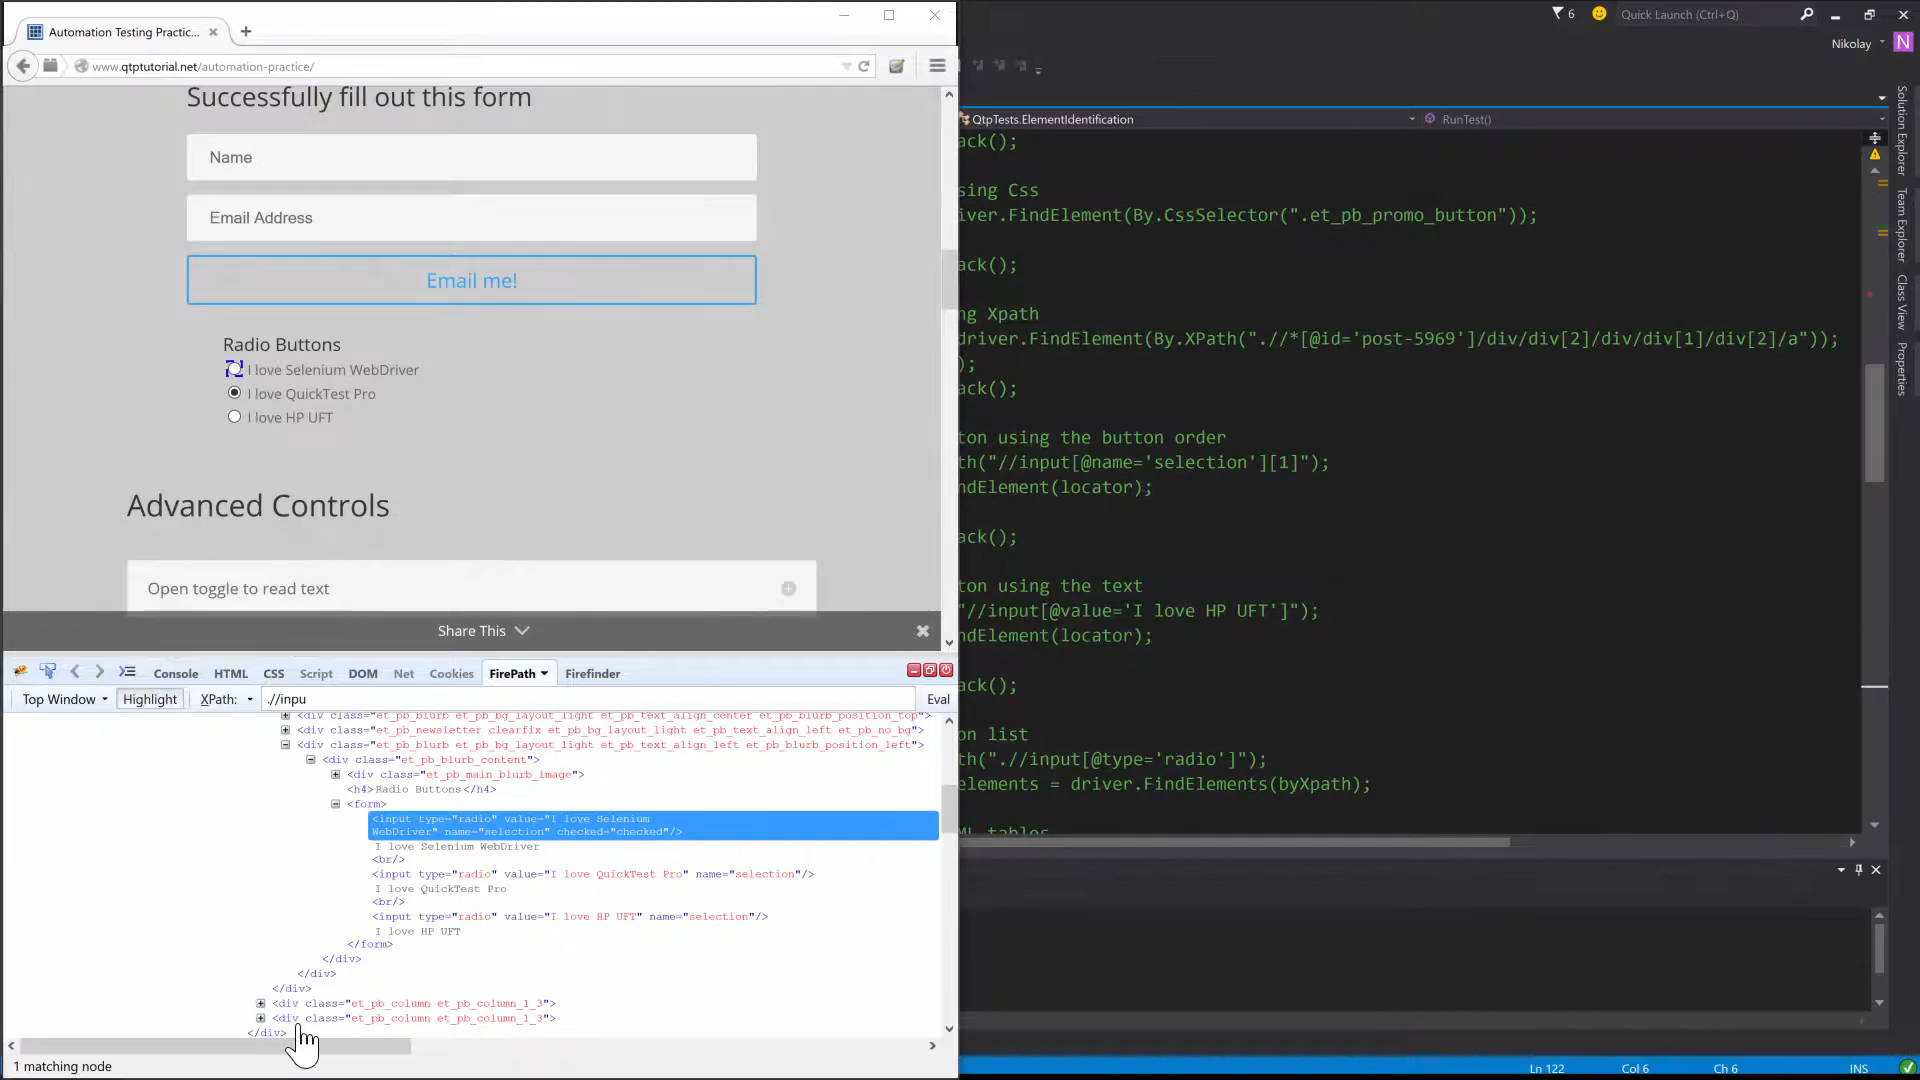 Automation Testing Practic...
www.qtptutorial.net/automation-practice/
Successfully fill out this form
Name
Email Address
Email me!
Radio Buttons
I love Selenium WebDriver
I love QuickTest Pro
I love HP UFT
Advanced Controls
Open toggle to read text
Share This
Console HTML CSS Script DOM Net Cookies FirePath Firefinder
Top Window Highlight XPath: .//inpu Eval
<div class="et_pb_blurb et_pb_bg_layout_light et_pb_text_align_center et_pb_blurb_position_top">
<div class="et_pb_newsletter clearfix et_pb_bg_layout_light et_pb_text_align_left et_pb_no_bg">
<div class="et_pb_blurb et_pb_bg_layout_light et_pb_text_align_left et_pb_blurb_position_left">
<div class="et_pb_blurb_content">
<div class="et_pb_main_blurb_image">
<h4>Radio Buttons</h4>
<form>
<input type="radio" value="I love Selenium
WebDriver" name="selection" checked="checked"/>
I love Selenium WebDriver
<br/>
<input type="radio" value="I love QuickTest Pro" name="selection"/>
I love QuickTest Pro
<br/>
<input type="radio" value="I love HP UFT" name="selection"/>
I love HP UFT
</form>
</div>
</div>
</div>
<div class="et_pb_column et_pb_column_1_3">
<div class="et_pb_column et_pb_column_1_3">
</div>
1 matching node
6 Quick Launch (Ctrl+Q)
Nikolay N
QtpTests.ElementIdentification RunTest()
ack();
sing Css
iver.FindElement(By.CssSelector(".et_pb_promo_button"));
ack();
ng Xpath
driver.FindElement(By.XPath(".//*[@id='post-5969']/div/div[2]/div/div[1]/div[2]/a"));
);
ack();
ton using the button order
th("//input[@name='selection'][1]");
ndElement(locator);
ack();
ton using the text
"//input[@value='I love HP UFT']");
ndElement(locator);
ack();
on list
th(".//input[@type='radio']");
elements = driver.FindElements(byXpath);
ML tables
Solution Explorer
Team Explorer
Class View
Properties
Ln 122 Col 6 Ch 6 INS